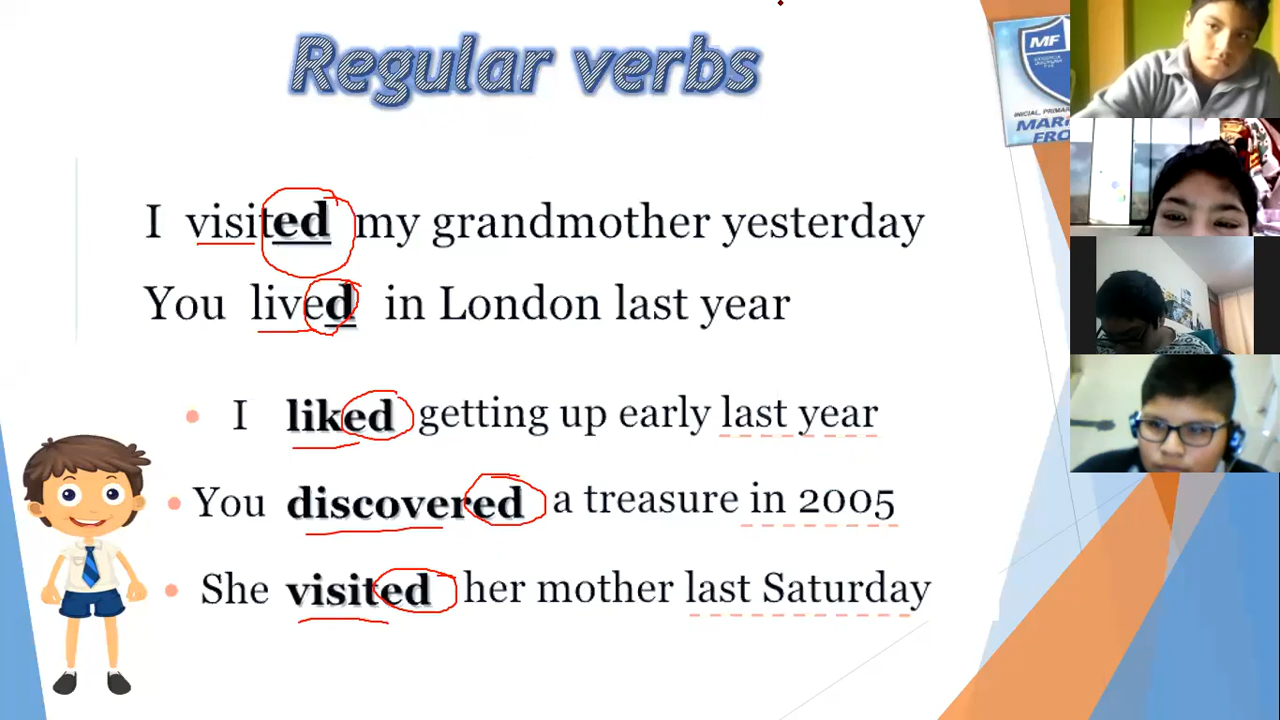 Regular verbs
MF
I visited my grandmother yesterday
You lived in London last year
I liked getting up early last year
You discovered a treasure in 2005
She visited her mother last Saturday